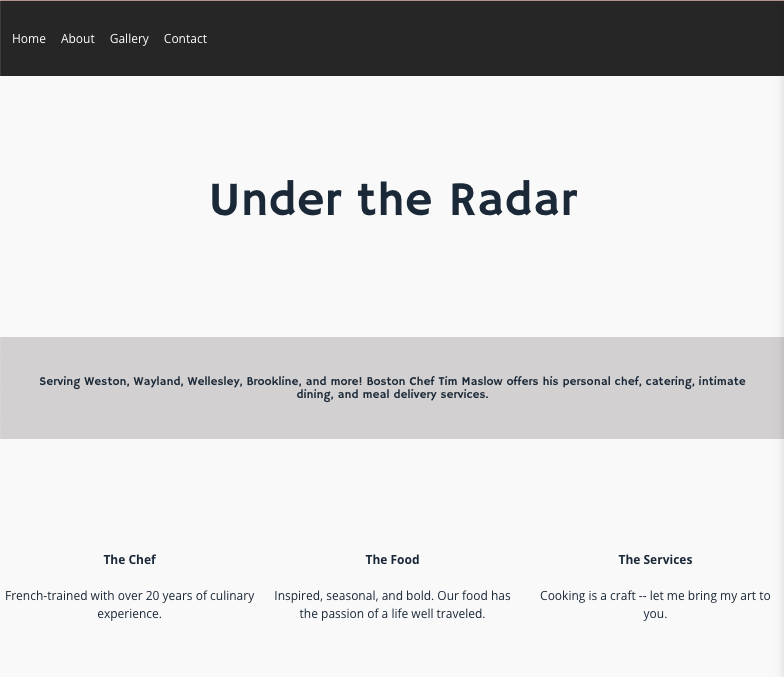 Home About Gallery Contact
Under the Radar
Serving Weston, Wayland, Wellesley, Brookline, and more! Boston Chef Tim Maslow offers his personal chef, catering, intimate
dining, and meal delivery services.
The Chef
French-trained with over 20 years of culinary
experience.
The Food
Inspired, seasonal, and bold. Our food has
the passion of a life well traveled.
The Services
Cooking is a craft -- let me bring my art to
you.